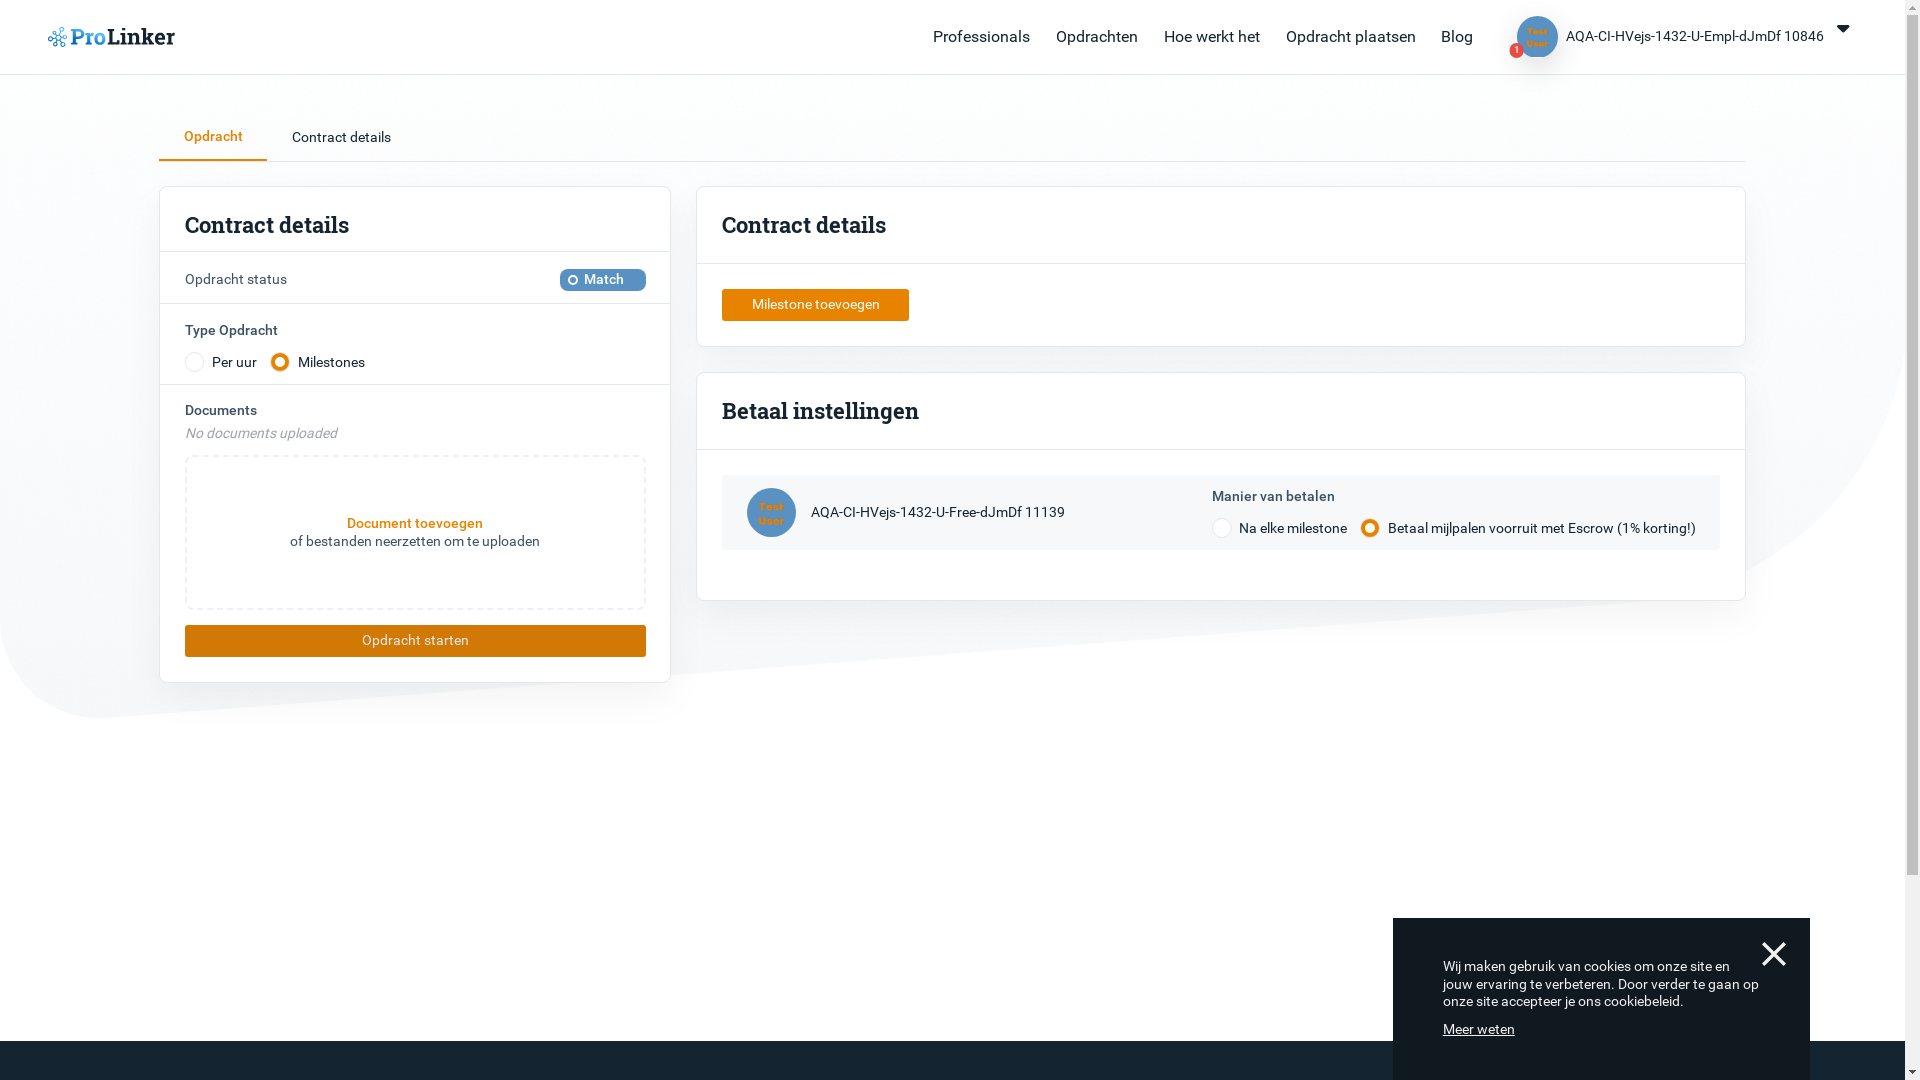 ProLinker
Professionals
Opdrachten
Hoe werkt het
Opdracht plaatsen
Blog
Test
User
1
AQA-CI-HVejs-1432-U-Empl-dJmDf 10846
Opdracht
Contract details
Contract details
Opdracht status
Match
Type Opdracht
Per uur
Milestones
Documents
No documents uploaded
Document toevoegen
of bestanden neerzetten om te uploaden
Opdracht starten
Contract details
Milestone toevoegen
Betaal instellingen
Test
User
AQA-CI-HVejs-1432-U-Free-dJmDf 11139
Manier van betalen
Na elke milestone
Betaal mijlpalen voorruit met Escrow (1% korting!)
Wij maken gebruik van cookies om onze site en
jouw ervaring te verbeteren. Door verder te gaan op
onze site accepteer je ons cookiebeleid.
Meer weten